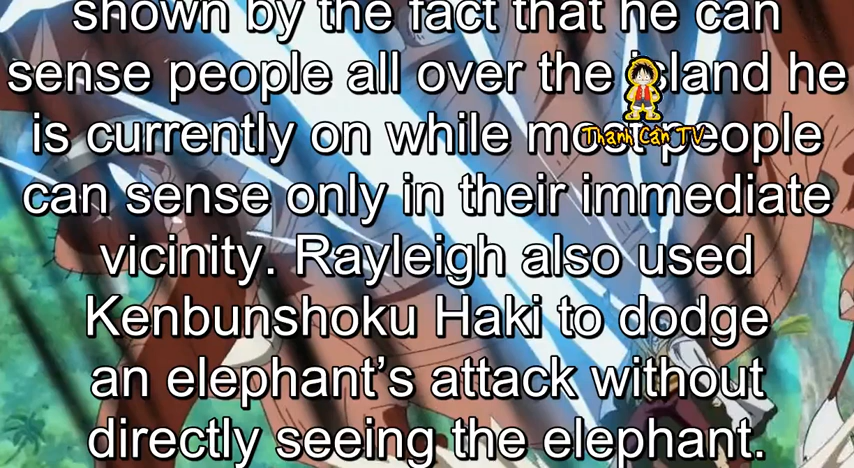 shown by the fact that he can
sense people all over the island he
is currently on while most people
Thanh Cần TV
can sense only in their immediate
vicinity. Rayleigh also used
Kenbunshoku Haki to dodge
an elephant’s attack without
directly seeing the elephant.